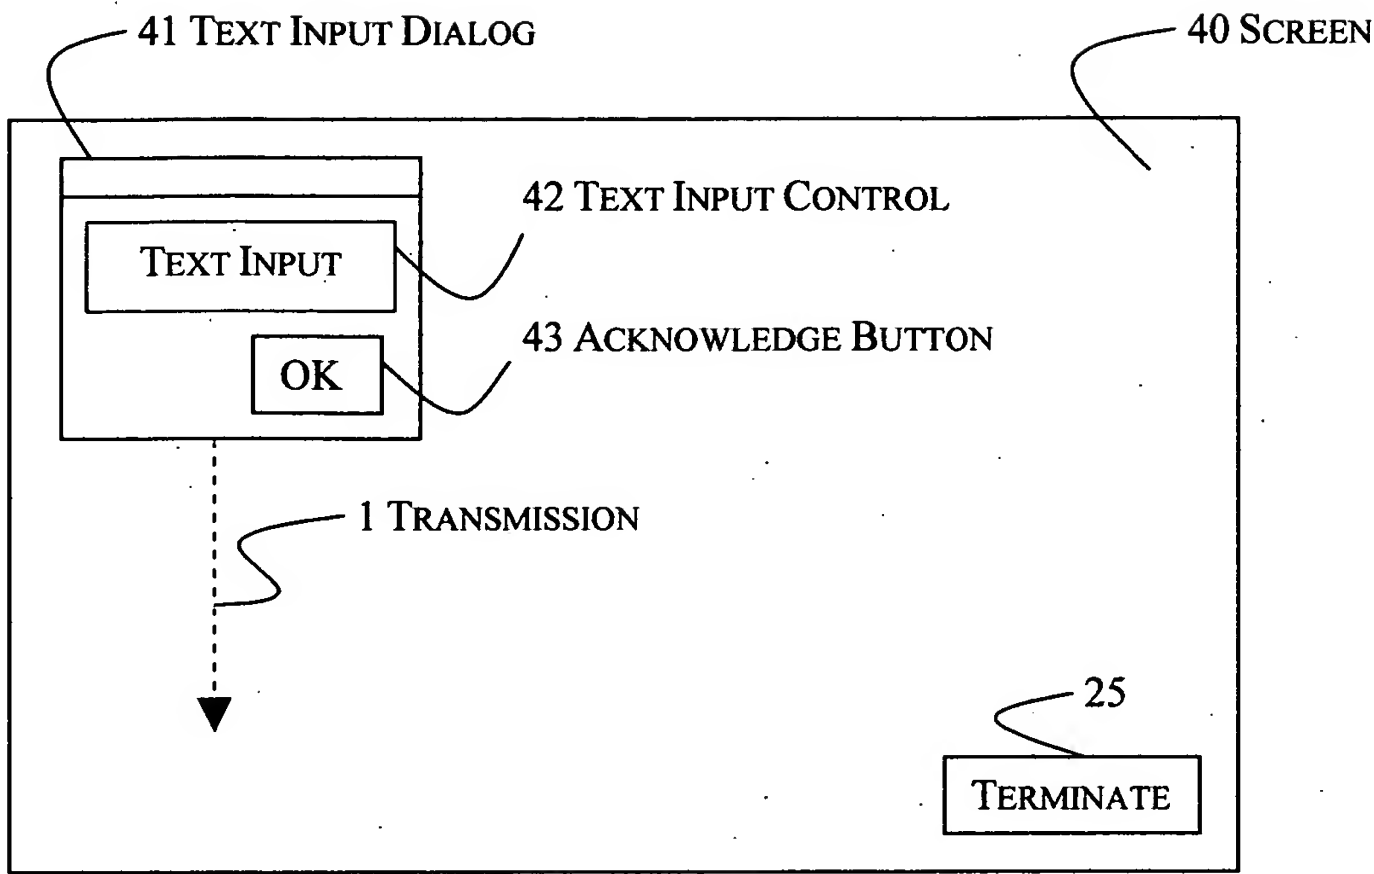 41 TEXT INPUT DIALOG
40 SCREEN
42 TEXT INPUT CONTROL
TEXT INPUT
43 ACKNOWLEDGE BUTTON
OK
1 TRANSMISSION
25
TERMINATE